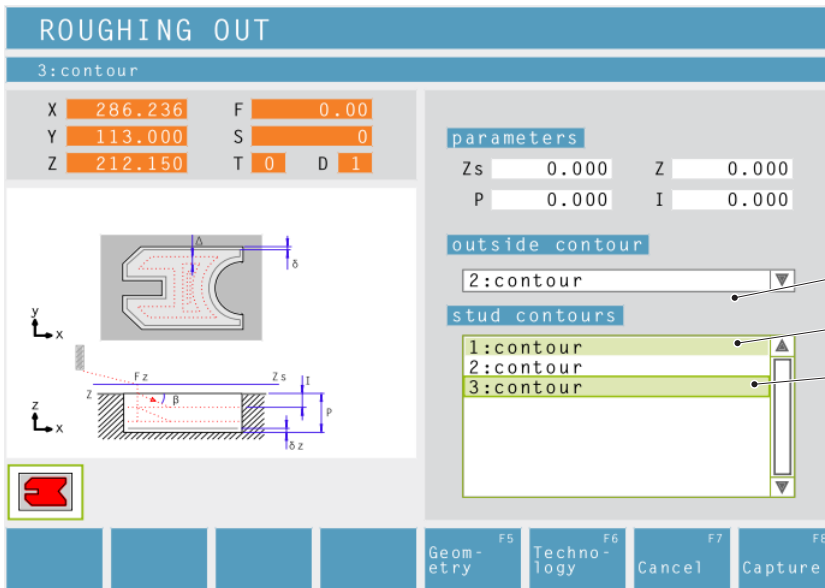 ROUGHING OUT
3:contour
X 286.236 F 0.00
Y 113.000 S 0
Z 212.150 T 0 D 1
parameters
Zs 0.000 Z 0.000
P 0.000 I 0.000
outside contour
2:contour
stud contours
1:contour
2:contour
3:contour
Δ
δ
y
x
Fz Zs I
Z β P
z
x
δz
F5 F6 F7 F8
Geom- Techno-
etry logy Cancel Capture